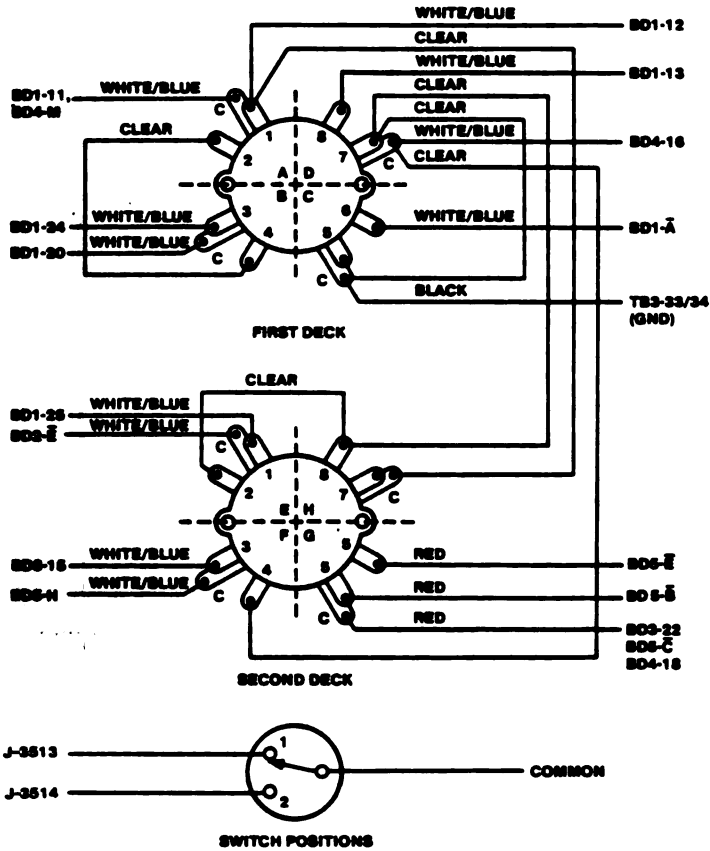 WHITE/BLUE
BD1-12
CLEAR
WHITE/BLUE
BD1-13
BD1-11,
WHITE/BLUE
CLEAR
BD4-M
C
CLEAR
1
8
CLEAR
WHITE/BLUE
BD4-16
2
7
C
CLEAR
A D
B C
3
6
BD1-24
WHITE/BLUE
WHITE/BLUE
BD1-A̅
4
5
BD1-20
WHITE/BLUE
C
C
BLACK
TB3-33/34
(GND)
FIRST DECK
CLEAR
BD1-25
WHITE/BLUE
BD2-E̅
WHITE/BLUE
C
1
8
2
7
C
E H
F G
3
5
BD3-15
WHITE/BLUE
4
5
RED
BD5-E̅
BD5-H
WHITE/BLUE
RED
BD5-B̅
C
RED
BD3-22
BD5-C̅
BD4-18
SECOND DECK
J-3513
1
COMMON
J-3514
2
SWITCH POSITIONS